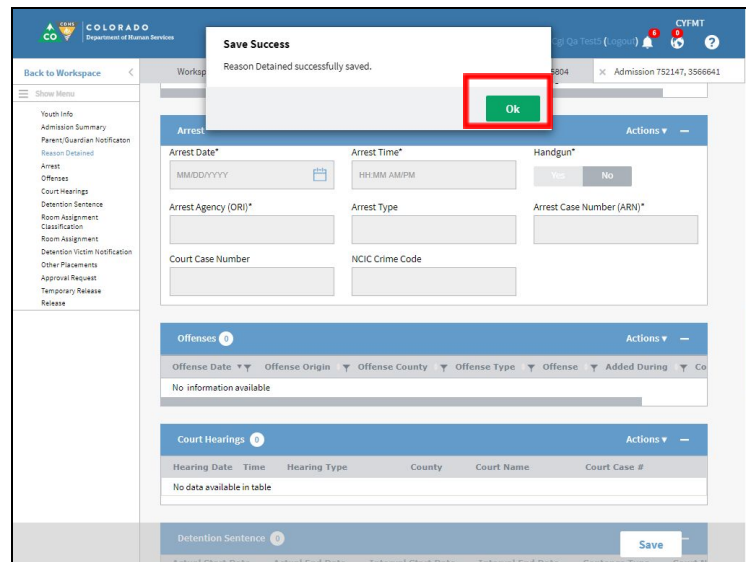 COLORADO
CO CDHS Department of Human Services
CYFMT
Cgi Qa Test5 (Logout) 6 0 ?
Save Success
Reason Detained successfully saved.
Ok
Back to Workspace <
Worksp
5804
× Admission 752147, 3566641
Show Menu
Youth Info
Admission Summary
Parent/Guardian Notificaton
Reason Detained
Arrest
Offenses
Court Hearings
Detention Sentence
Room Assignment
Classification
Room Assignment
Detention Victim Notification
Other Placements
Approval Request
Temporary Release
Release
Arrest
Actions ▾ –
Arrest Date* Arrest Time* Handgun*
MM/DD/YYYY HH:MM AM/PM Yes No
Arrest Agency (ORI)* Arrest Type Arrest Case Number (ARN)*
Court Case Number NCIC Crime Code
Offenses 0 Actions ▾ –
Offense Date Offense Origin Offense County Offense Type Offense Added During Co
No information available
Court Hearings 0 Actions ▾ –
Hearing Date Time Hearing Type County Court Name Court Case #
No data available in table
Detention Sentence 0
Save